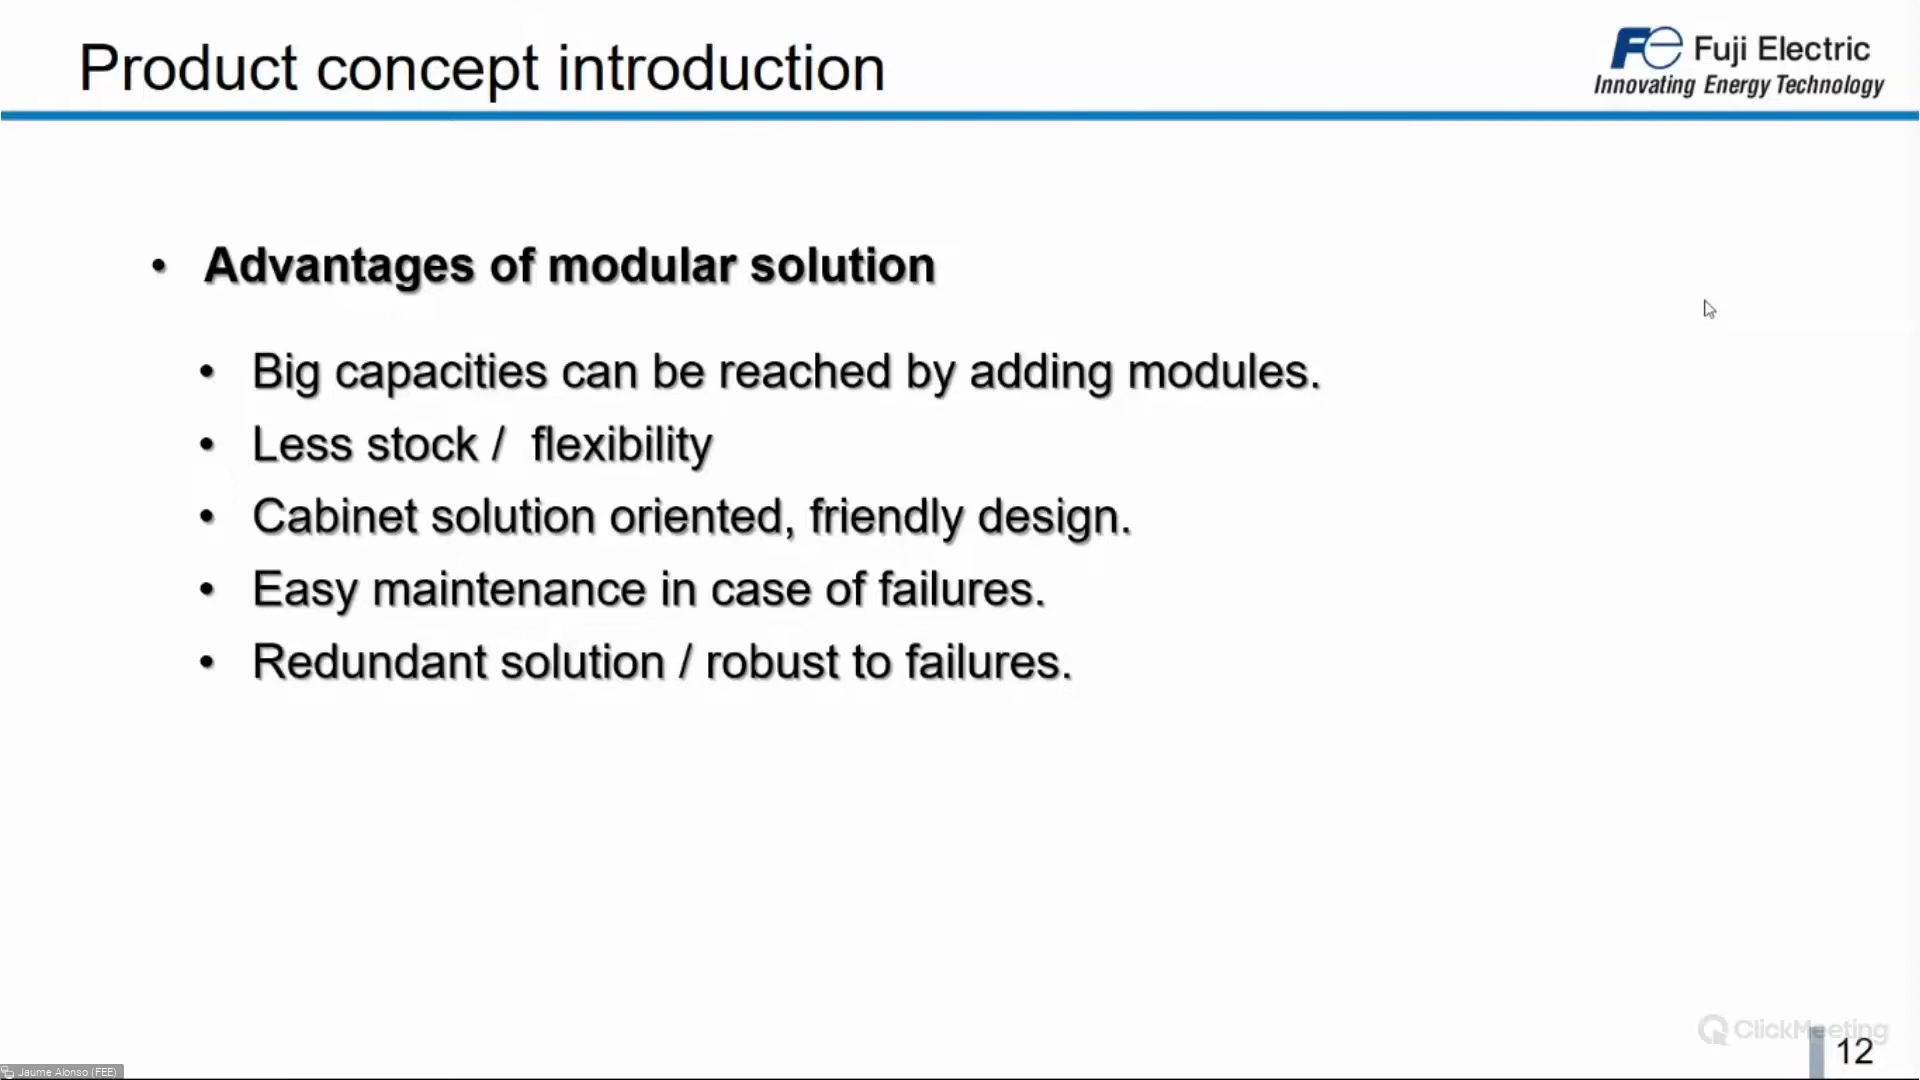 Product concept introduction
Fe Fuji Electric
Innovating Energy Technology
• Advantages of modular solution
• Big capacities can be reached by adding modules.
• Less stock / flexibility
• Cabinet solution oriented, friendly design.
• Easy maintenance in case of failures.
• Redundant solution / robust to failures.
ClickMeeting
12
Jaume Alonso (FEE)